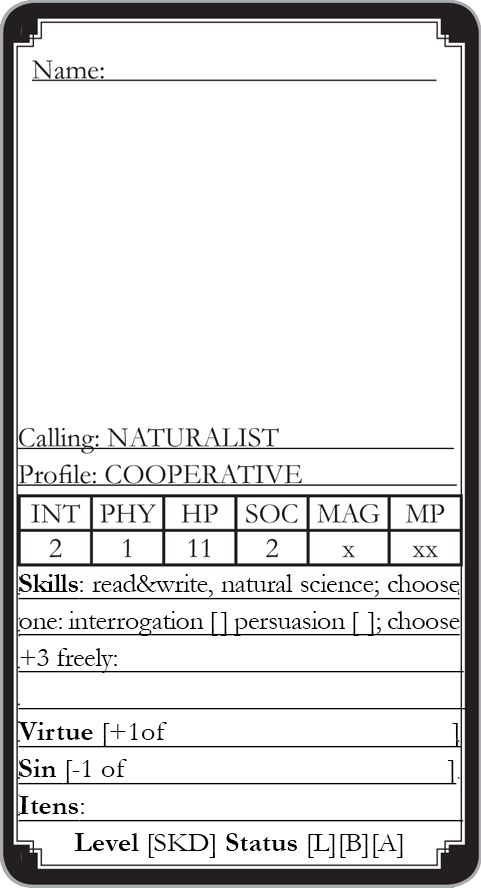 Name:
Calling: NATURALIST
Profile: COOPERATIVE
INT PHY HP SOC MAG MP
2 1 11 2 x xx
Skills: read&write, natural science; choose
one: interrogation [] persuasion [ ]; choose
+3 freely:
Virtue [+1of ]
Sin [-1 of ]
Itens:
Level [SKD] Status [L][B][A]